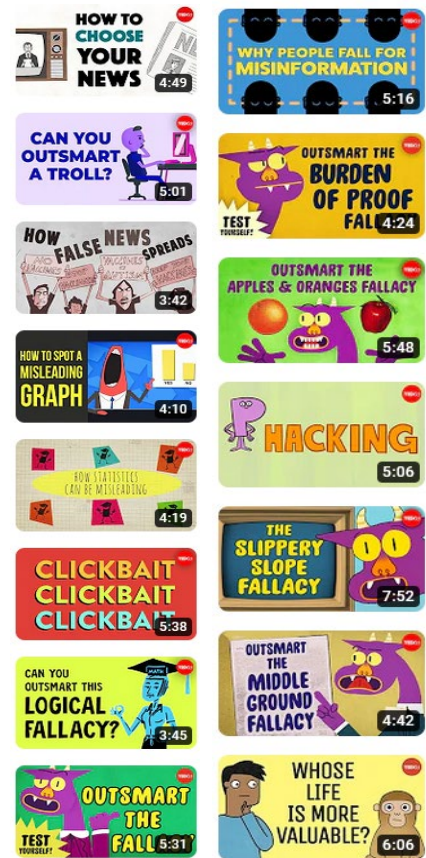 HOW TO
CHOOSE
YOUR
NEWS
4:49
CAN YOU
OUTSMART
A TROLL?
5:01
HOW FALSE NEWS SPREADS
3:42
HOW TO SPOT A
MISLEADING
GRAPH
YES NO
4:10
HOW STATISTICS
CAN BE MISLEADING
4:19
CLICKBAIT
CLICKBAIT
CLICKBAIT
5:38
MATH
CAN YOU
OUTSMART THIS
LOGICAL
FALLACY?
3:45
OUTSMART
THE
TEST
YOURSELF!
5:31
WHY PEOPLE FALL FOR
MISINFORMATION
5:16
OUTSMART THE
BURDEN
OF PROOF
TEST
YOURSELF!
4:24
OUTSMART THE
APPLES & ORANGES FALLACY
5:48
P HACKING
5:06
THE
SLIPPERY
SLOPE
FALLACY
7:52
OUTSMART
THE
MIDDLE
GROUND
FALLACY
4:42
WHOSE
LIFE
IS MORE
VALUABLE?
6:06